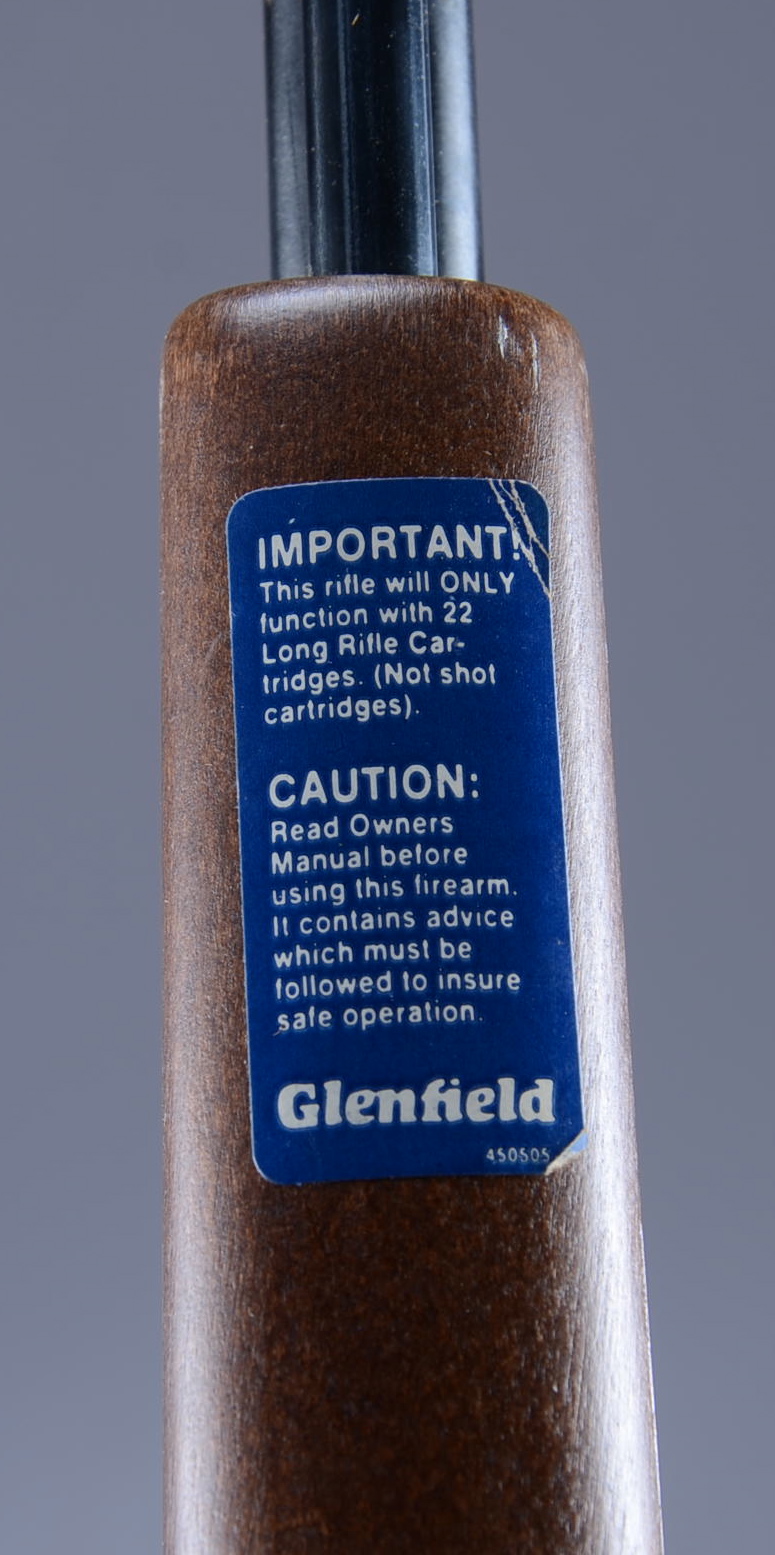 IMPORTANT!
This rifle will ONLY
function with 22
Long Rifle Car-
tridges. (Not shot
cartridges).
CAUTION:
Read Owners
Manual before
using this firearm.
It contains advice
which must be
followed to insure
safe operation.
Glenfield
450505